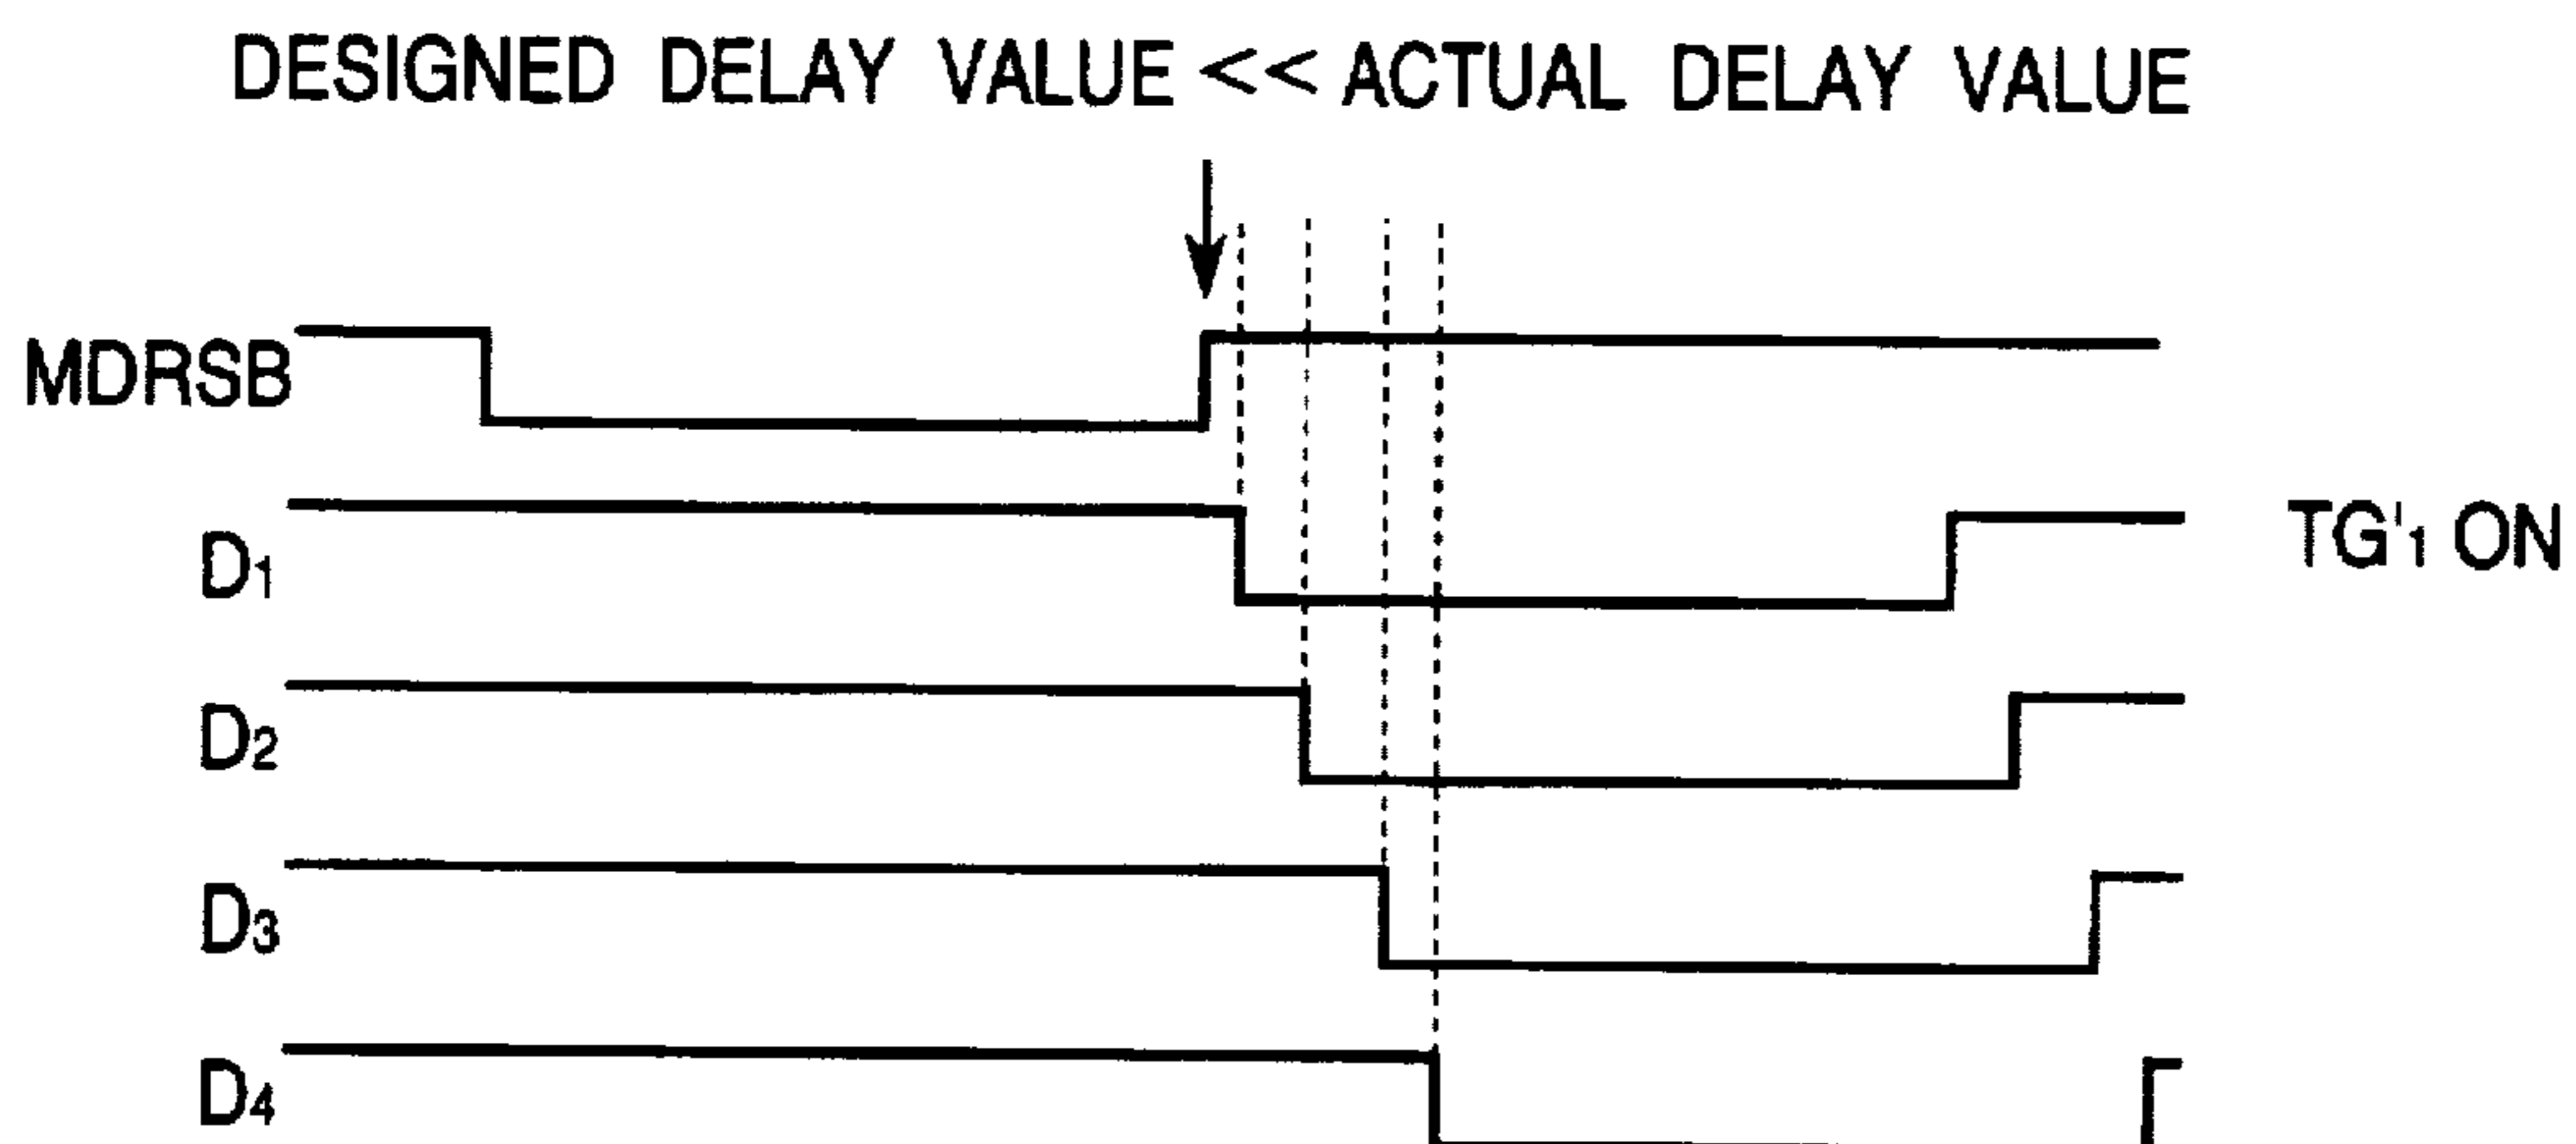 DESIGNED DELAY VALUE << ACTUAL DELAY VALUE
MDRSB
D1
TG'1 ON
D2
D3
D4